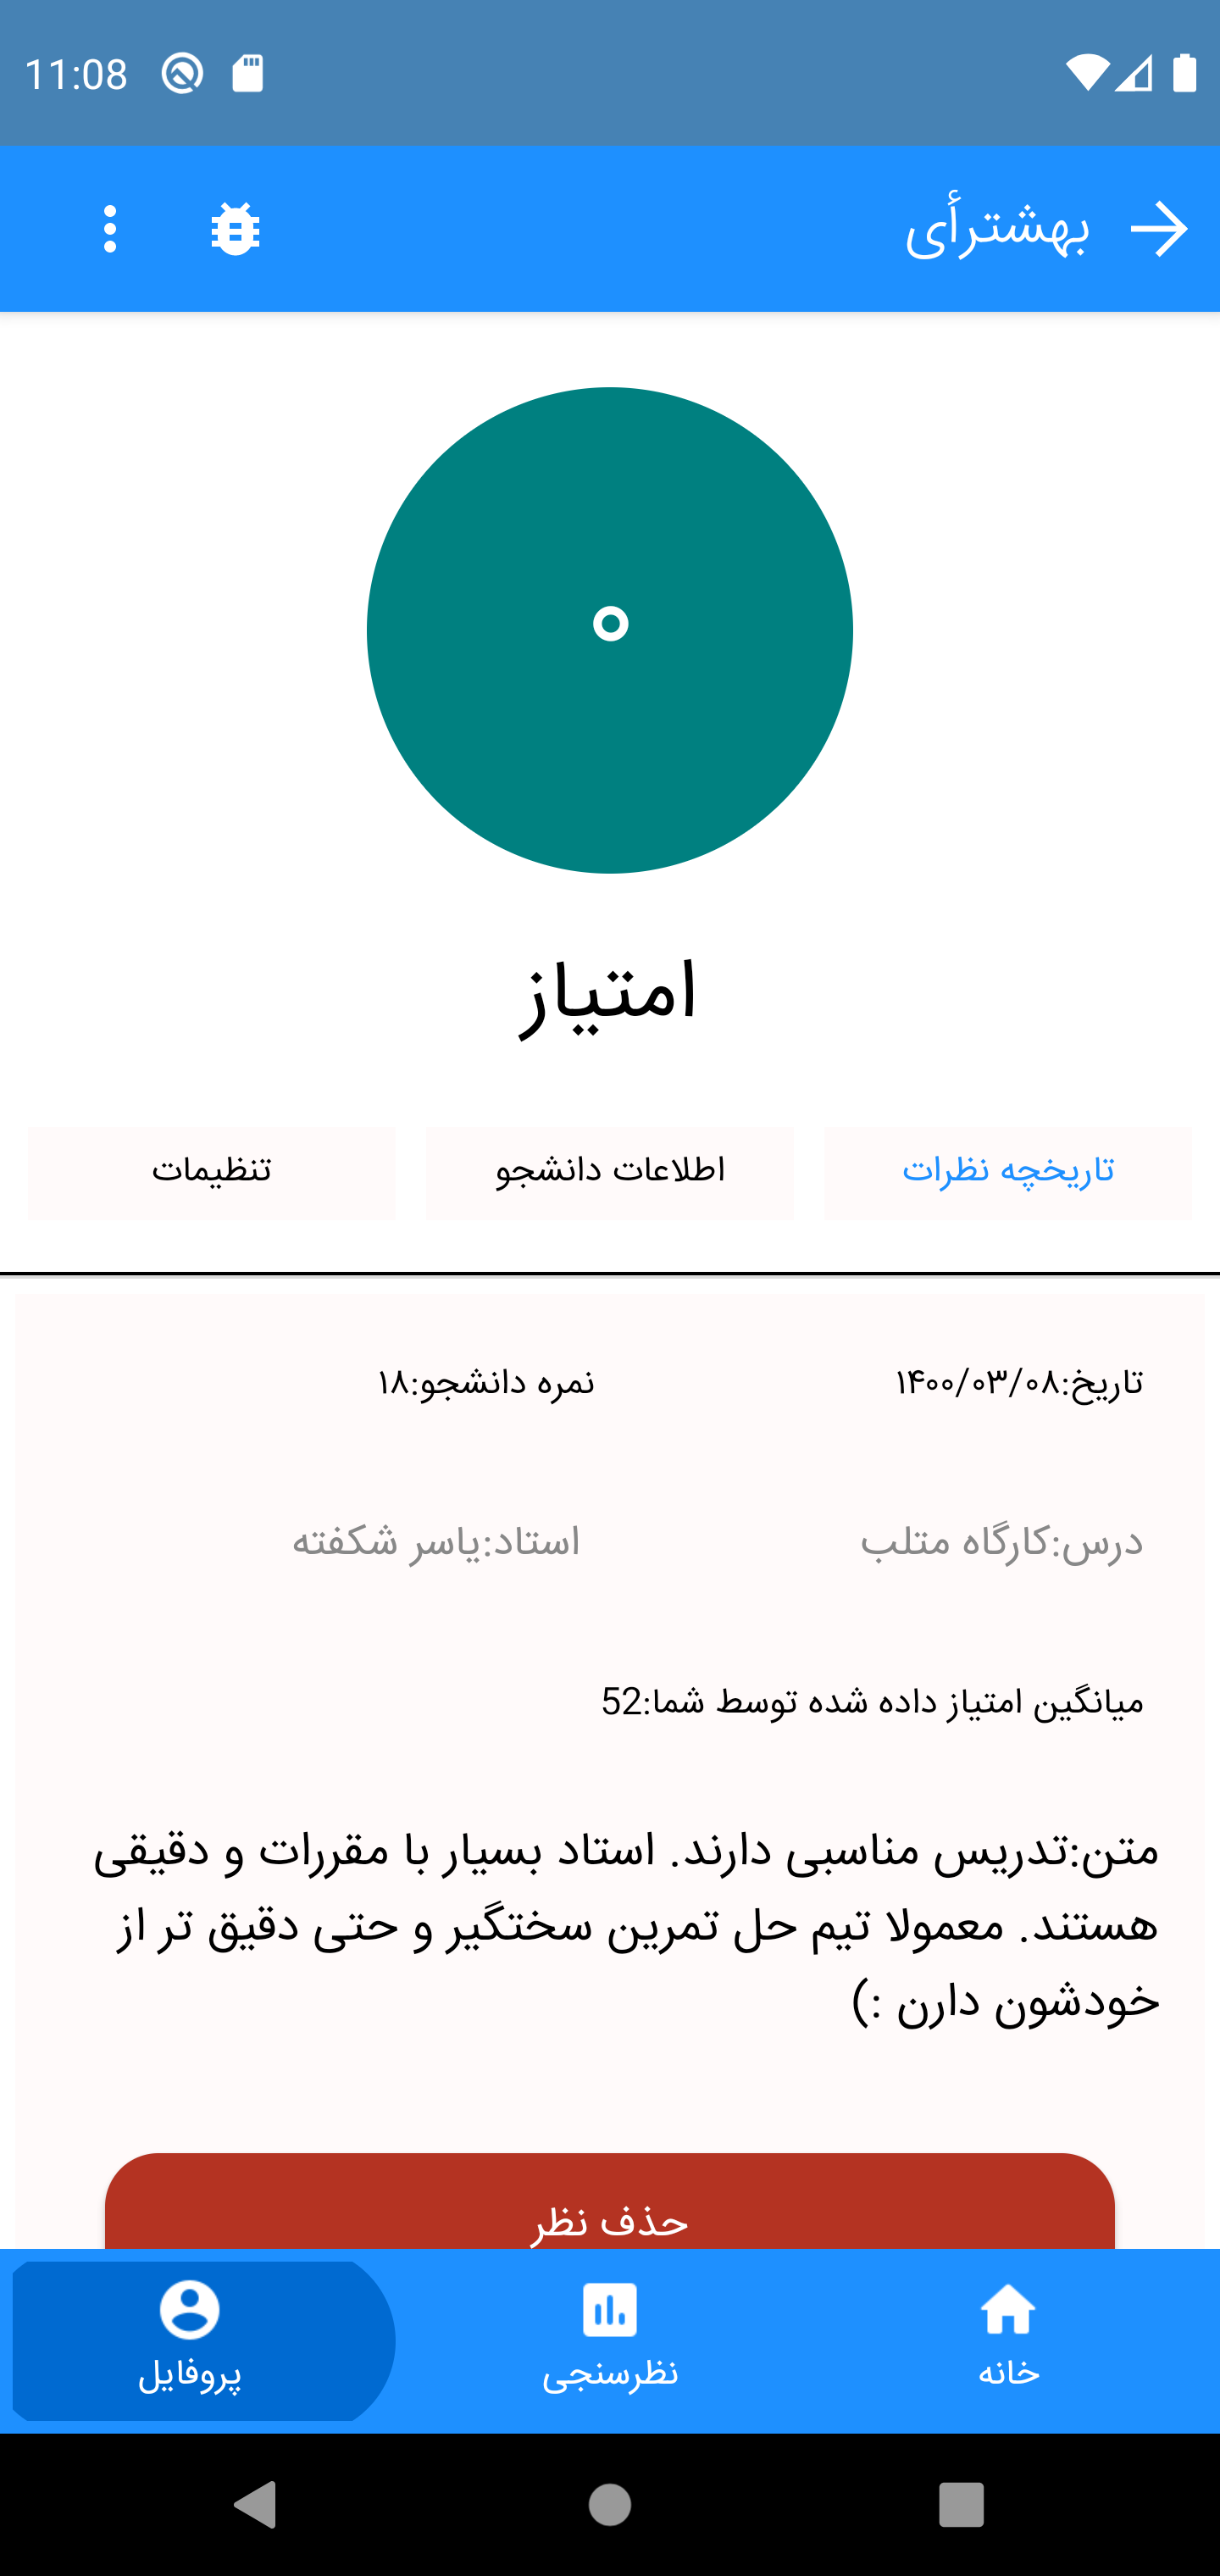 11:08
بهشترأی
۰
امتیاز
تاریخچه نظرات
اطلاعات دانشجو
تنظیمات
تاریخ:۱۴۰۰/۰۳/۰۸
نمره دانشجو:۱۸
درس:کارگاه متلب
استاد:یاسر شکفته
میانگین امتیاز داده شده توسط شما:52
متن:تدریس مناسبی دارند. استاد بسیار با مقررات و دقیقی
هستند. معمولا تیم حل تمرین سختگیر و حتی دقیق تر از
خودشون دارن :)
حذف نظر
خانه
نظرسنجی
پروفایل